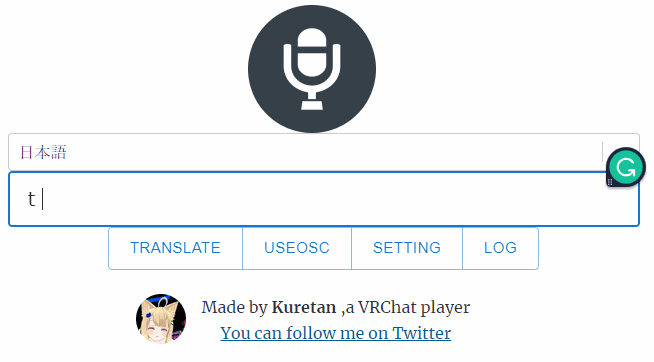 日本語
t
TRANSLATE USEOSC SETTING LOG
Made by Kuretan ,a VRChat player
You can follow me on Twitter